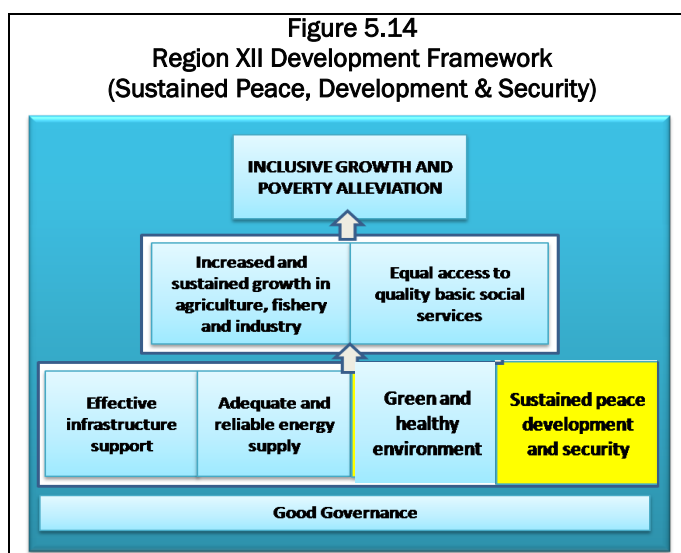 Figure 5.14
Region XII Development Framework
(Sustained Peace, Development & Security)
INCLUSIVE GROWTH AND
POVERTY ALLEVIATION
Increased and
sustained growth in
agriculture, fishery
and industry
Equal access to
quality basic social
services
Effective
infrastructure
support
Adequate and
reliable energy
supply
Green and
healthy
environment
Sustained peace
development
and security
Good Governance